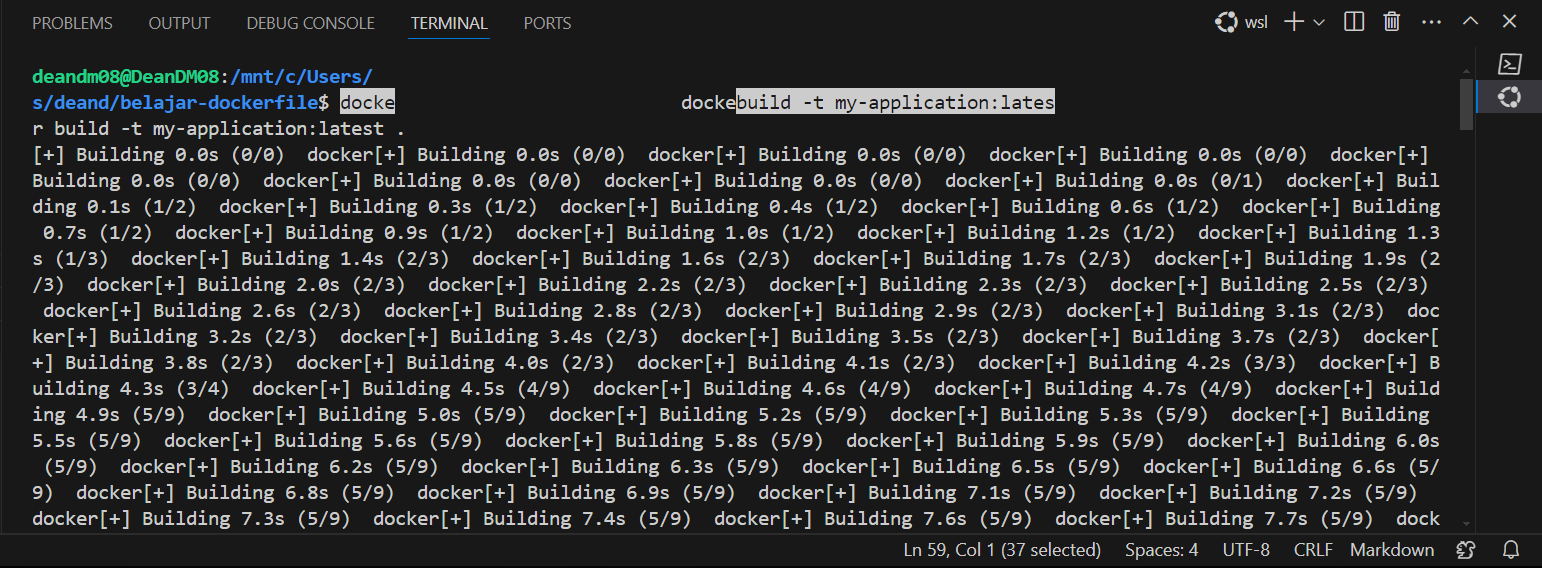 PROBLEMS OUTPUT DEBUG CONSOLE TERMINAL PORTS wsl
deandm08@DeanDM08:/mnt/c/Users/
s/deand/belajar-dockerfile$ docke dockebuild -t my-application:lates
r build -t my-application:latest .
[+] Building 0.0s (0/0)  docker[+] Building 0.0s (0/0)  docker[+] Building 0.0s (0/0)  docker[+] Building 0.0s (0/0)  docker[+]
Building 0.0s (0/0)  docker[+] Building 0.0s (0/0)  docker[+] Building 0.0s (0/0)  docker[+] Building 0.0s (0/1)  docker[+] Buil
ding 0.1s (1/2)  docker[+] Building 0.3s (1/2)  docker[+] Building 0.4s (1/2)  docker[+] Building 0.6s (1/2)  docker[+] Building
0.7s (1/2)  docker[+] Building 0.9s (1/2)  docker[+] Building 1.0s (1/2)  docker[+] Building 1.2s (1/2)  docker[+] Building 1.3
s (1/3)  docker[+] Building 1.4s (2/3)  docker[+] Building 1.6s (2/3)  docker[+] Building 1.7s (2/3)  docker[+] Building 1.9s (2
/3)  docker[+] Building 2.0s (2/3)  docker[+] Building 2.2s (2/3)  docker[+] Building 2.3s (2/3)  docker[+] Building 2.5s (2/3)
docker[+] Building 2.6s (2/3)  docker[+] Building 2.8s (2/3)  docker[+] Building 2.9s (2/3)  docker[+] Building 3.1s (2/3)  doc
ker[+] Building 3.2s (2/3)  docker[+] Building 3.4s (2/3)  docker[+] Building 3.5s (2/3)  docker[+] Building 3.7s (2/3)  docker[
+] Building 3.8s (2/3)  docker[+] Building 4.0s (2/3)  docker[+] Building 4.1s (2/3)  docker[+] Building 4.2s (3/3)  docker[+] B
uilding 4.3s (3/4)  docker[+] Building 4.5s (4/9)  docker[+] Building 4.6s (4/9)  docker[+] Building 4.7s (4/9)  docker[+] Build
ing 4.9s (5/9)  docker[+] Building 5.0s (5/9)  docker[+] Building 5.2s (5/9)  docker[+] Building 5.3s (5/9)  docker[+] Building
5.5s (5/9)  docker[+] Building 5.6s (5/9)  docker[+] Building 5.8s (5/9)  docker[+] Building 5.9s (5/9)  docker[+] Building 6.0s
(5/9)  docker[+] Building 6.2s (5/9)  docker[+] Building 6.3s (5/9)  docker[+] Building 6.5s (5/9)  docker[+] Building 6.6s (5/
9)  docker[+] Building 6.8s (5/9)  docker[+] Building 6.9s (5/9)  docker[+] Building 7.1s (5/9)  docker[+] Building 7.2s (5/9)
docker[+] Building 7.3s (5/9)  docker[+] Building 7.4s (5/9)  docker[+] Building 7.6s (5/9)  docker[+] Building 7.7s (5/9)  dock
Ln 59, Col 1 (37 selected) Spaces: 4 UTF-8 CRLF Markdown